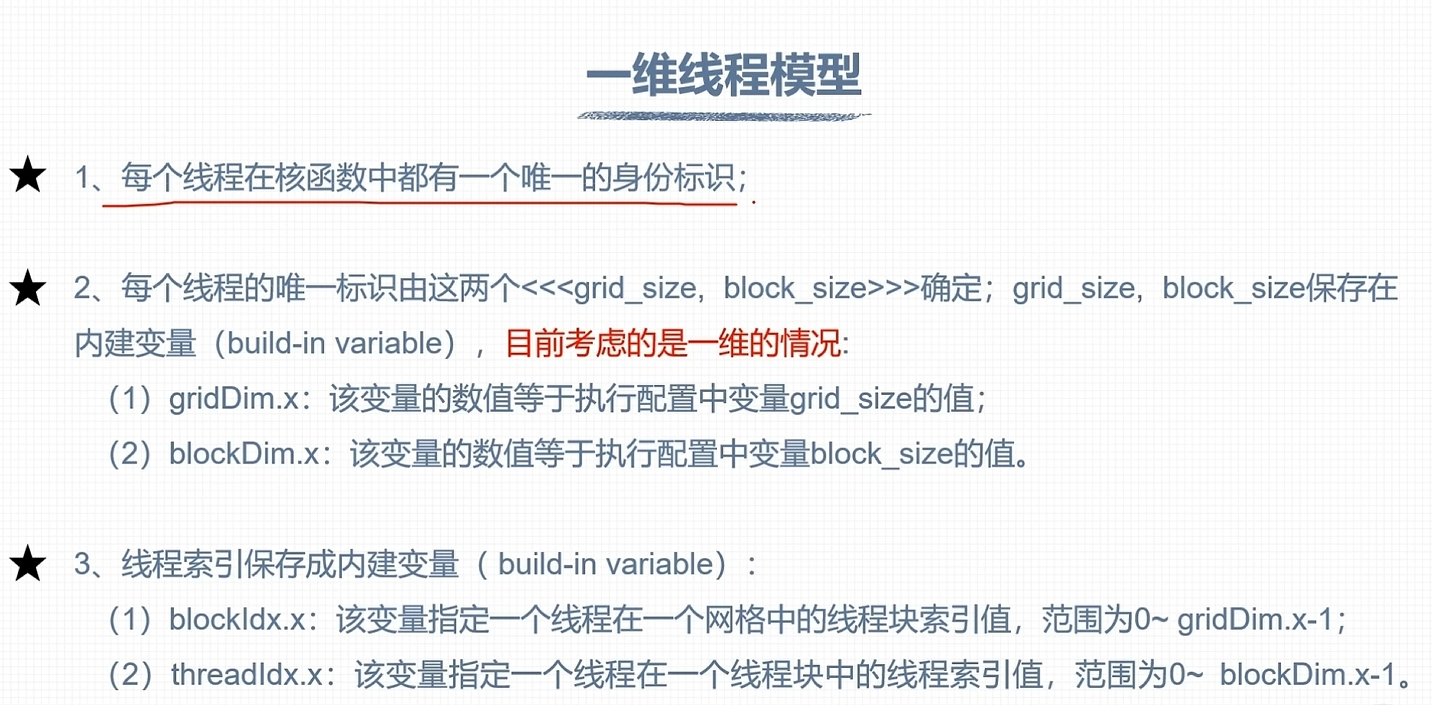 一维线程模型
1、每个线程在核函数中都有一个唯一的身份标识；
2、每个线程的唯一标识由这两个<<<grid_size，block_size>>>确定；grid_size，block_size保存在
内建变量（build-in variable），目前考虑的是一维的情况:
（1）gridDim.x：该变量的数值等于执行配置中变量grid_size的值；
（2）blockDim.x：该变量的数值等于执行配置中变量block_size的值。
3、线程索引保存成内建变量（ build-in variable）：
（1）blockIdx.x：该变量指定一个线程在一个网格中的线程块索引值，范围为0~ gridDim.x-1；
（2）threadIdx.x：该变量指定一个线程在一个线程块中的线程索引值，范围为0~ blockDim.x-1。